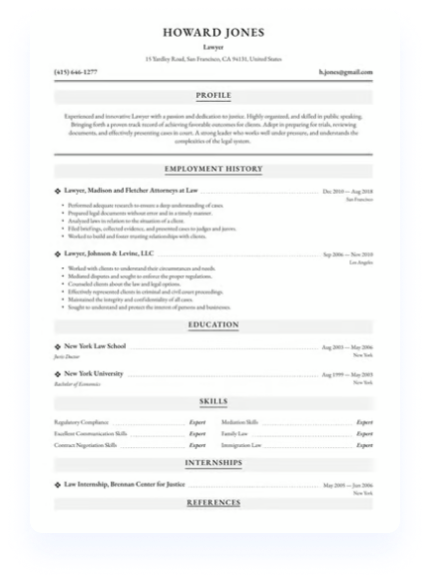 HOWARD JONES
Lawyer
15 Yardley Road, San Francisco, CA 94131, United States
(415) 646-1277 h.jones@gmail.com
PROFILE
Experienced and innovative Lawyer with a passion and a dedication to justice. Highly organized, and skilled in public speaking.
Bringing forth a proven track record of achieving favorable outcomes for clients. Adept in preparing for trials, reviewing
documents, and effectively presenting cases in court. A strong leader who works well under pressure, and understands the
complexities of the legal system.
EMPLOYMENT HISTORY
Lawyer, Madison and Fletcher Attorneys at Law Dec 2010 — Aug 2018
San Francisco
Performed adequate research to ensure a deep understanding of cases.
Prepared legal documents without error and in a timely manner.
Analyzed laws in relation to the situation of a client.
Filed briefings, collected evidence, and presented cases to judges and jurors.
Worked to build and foster trusting relationships with clients.
Lawyer, Johnson & Levine, LLC Sep 2006 — Nov 2010
Los Angeles
Worked with clients to understand their circumstances and needs.
Mediated disputes and sought to enforce the proper regulations.
Counseled clients about the law and legal options.
Effectively represented clients in criminal and civil court proceedings.
Maintained the integrity and confidentiality of all cases.
Sought to understand and protect the interest of persons and businesses.
EDUCATION
New York Law School Aug 2003 — May 2006
Juris Doctor New York
New York University Aug 1999 — May 2003
Bachelor of Economics New York
SKILLS
Regulatory Compliance Expert Mediation Skills Expert
Excellent Communication Skills Expert Family Law Expert
Contract Negotiation Skills Expert Immigration Law Expert
INTERNSHIPS
Law Internship, Brennan Center for Justice May 2005 — Jun 2006
New York
REFERENCES